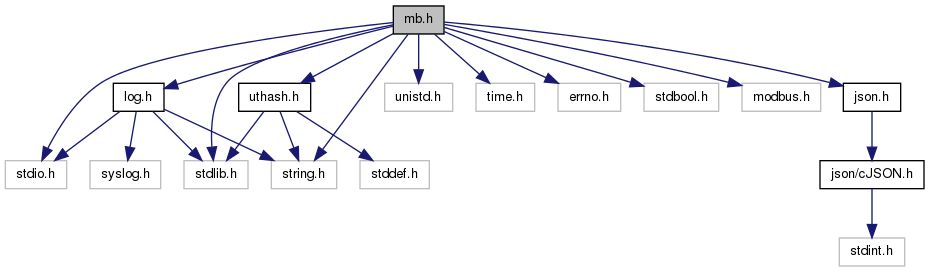 mb.h
log.h
uthash.h
unistd.h
time.h
errno.h
stdbool.h
modbus.h
json.h
stdio.h
syslog.h
stdlib.h
string.h
stddef.h
json/cJSON.h
stdint.h